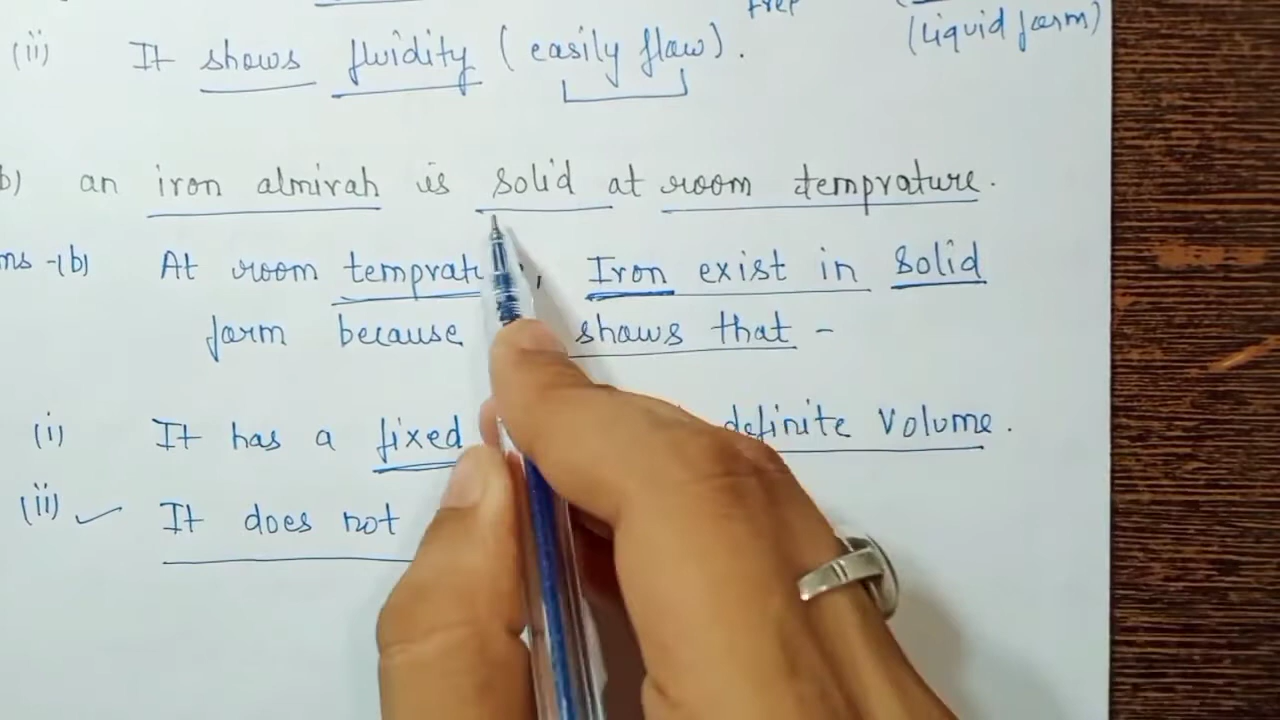 (liquid form)
(ii) It shows fluidity (easily flow).
b) an iron almirah is solid at room temprature.
ns -(b) At room temprat , Iron exist in solid
form because shows that -
(i) It has a fixed definite volume.
(ii) It does not